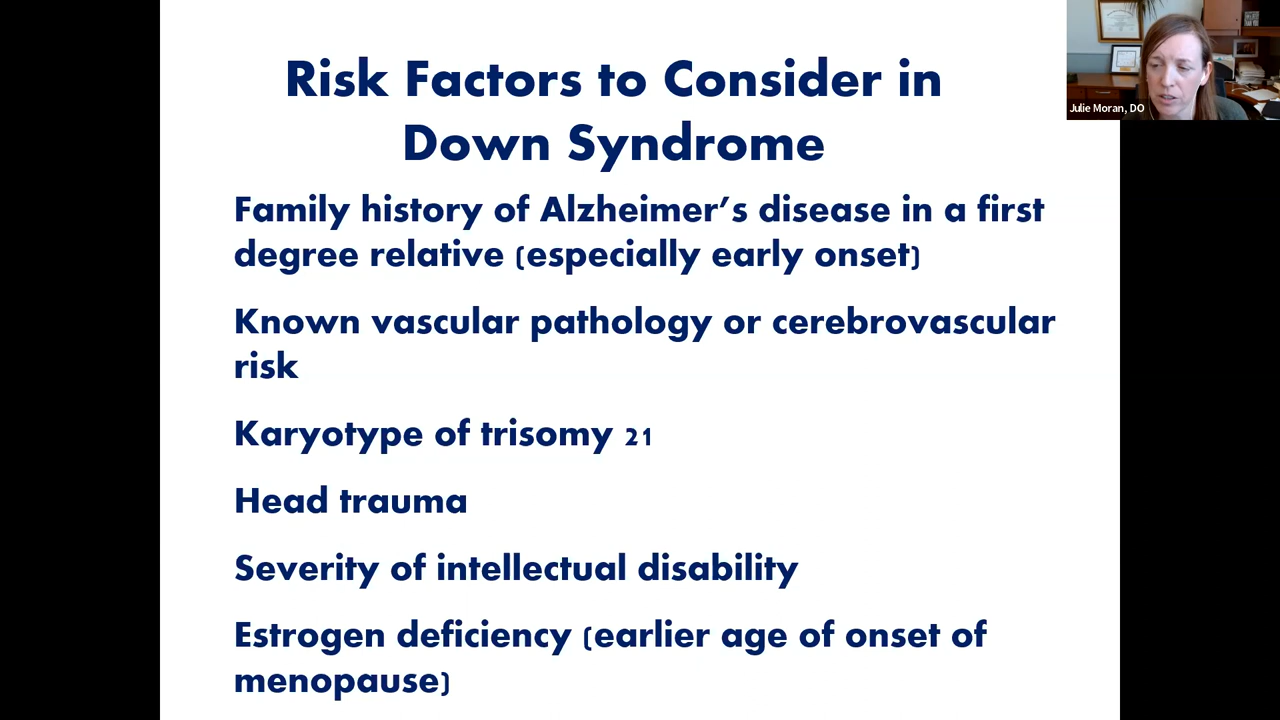 Risk Factors to Consider in
Down Syndrome
Family history of Alzheimer’s disease in a first
degree relative (especially early onset)
Known vascular pathology or cerebrovascular
risk
Karyotype of trisomy 21
Head trauma
Severity of intellectual disability
Estrogen deficiency (earlier age of onset of
menopause)
Julie Moran, DO